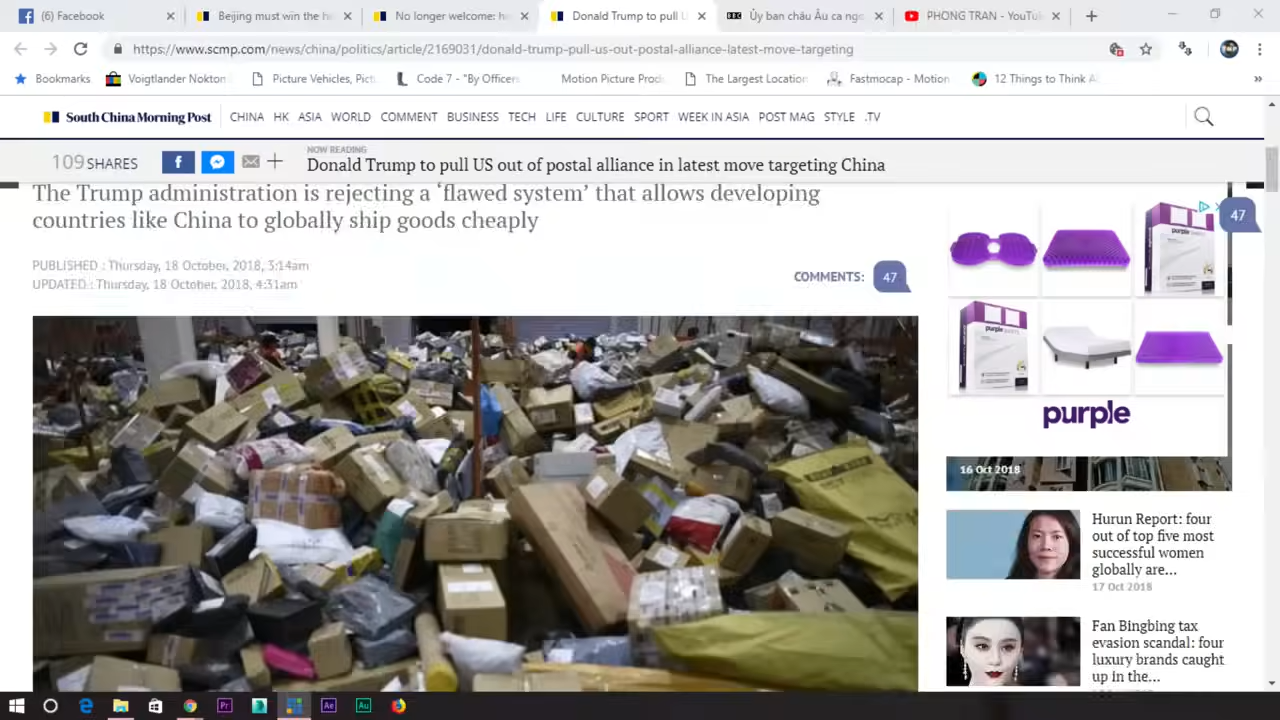 (6) Facebook
Beijing must win the h
No longer welcome: he
Donald Trump to pull U
Ủy ban châu Âu ca ng
PHONG TRAN - YouTu
https://www.scmp.com/news/china/politics/article/2169031/donald-trump-pull-us-out-postal-alliance-latest-move-targeting
Bookmarks
Voigtlander Nokton
Picture Vehicles, Pict
Code 7 - "By Officers
Motion Picture Prod
The Largest Location
Fastmocap - Motion
12 Things to Think A
South China Morning Post
CHINA HK ASIA WORLD COMMENT BUSINESS TECH LIFE CULTURE SPORT WEEK IN ASIA POST MAG STYLE .TV
109 SHARES
NOW READING
Donald Trump to pull US out of postal alliance in latest move targeting China
The Trump administration is rejecting a ‘flawed system’ that allows developing
countries like China to globally ship goods cheaply
PUBLISHED : Thursday, 18 October, 2018, 3:14am
UPDATED : Thursday, 18 October, 2018, 4:31am
COMMENTS: 47
47
purple
purple
purple
16 Oct 2018
Hurun Report: four
out of top five most
successful women
globally are...
17 Oct 2018
Fan Bingbing tax
evasion scandal: four
luxury brands caught
up in the...
Pr
Ae
Au